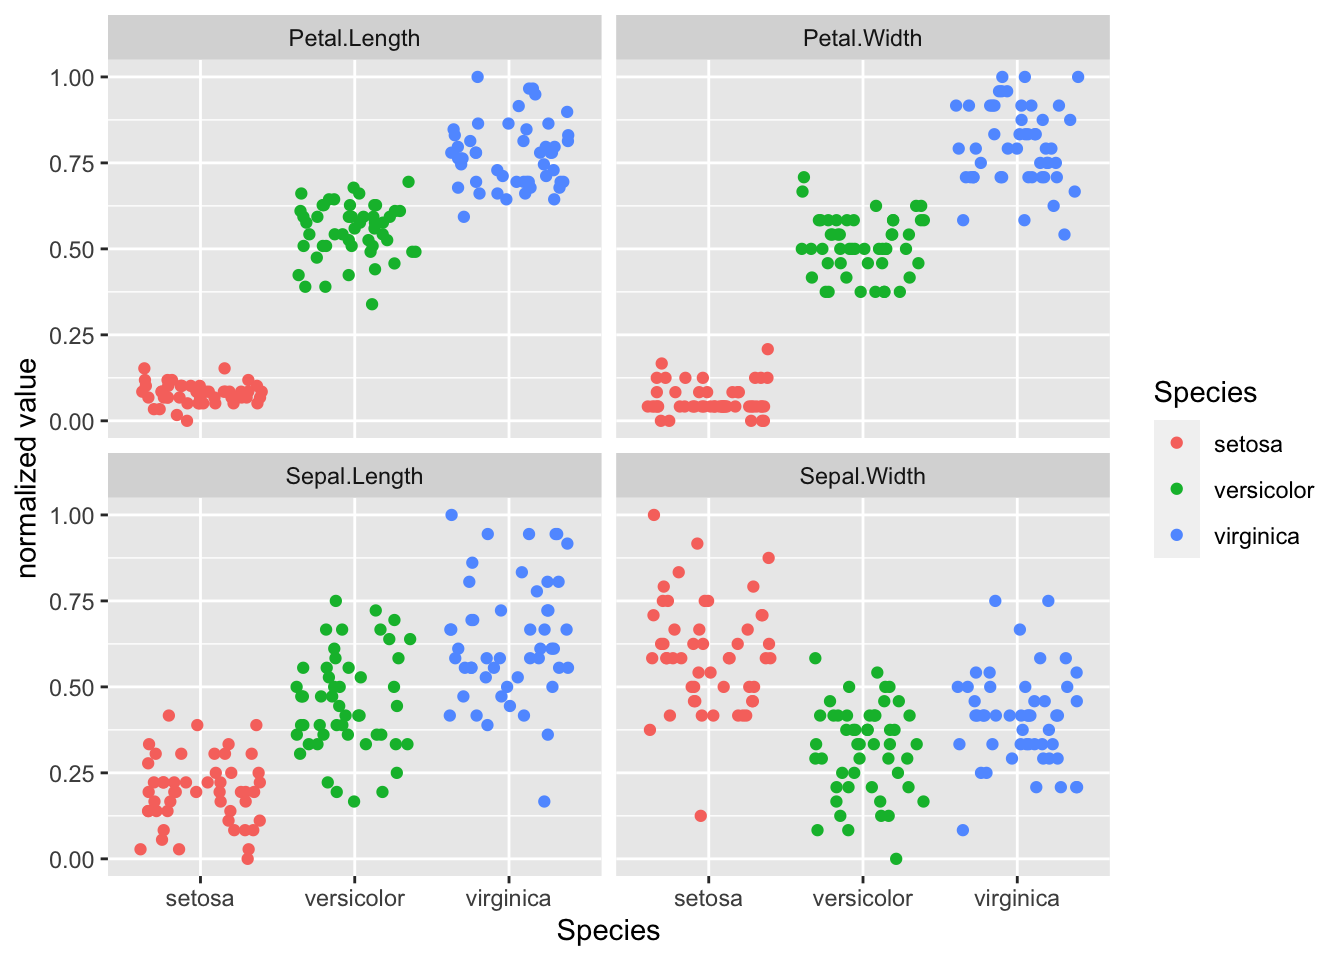 Petal.Length
Petal.Width
1.00
0.75
0.50
0.25
0.00
Sepal.Length
Sepal.Width
1.00
0.75
0.50
0.25
0.00
normalized value
setosa
versicolor
virginica
setosa
versicolor
virginica
Species
Species
setosa
versicolor
virginica